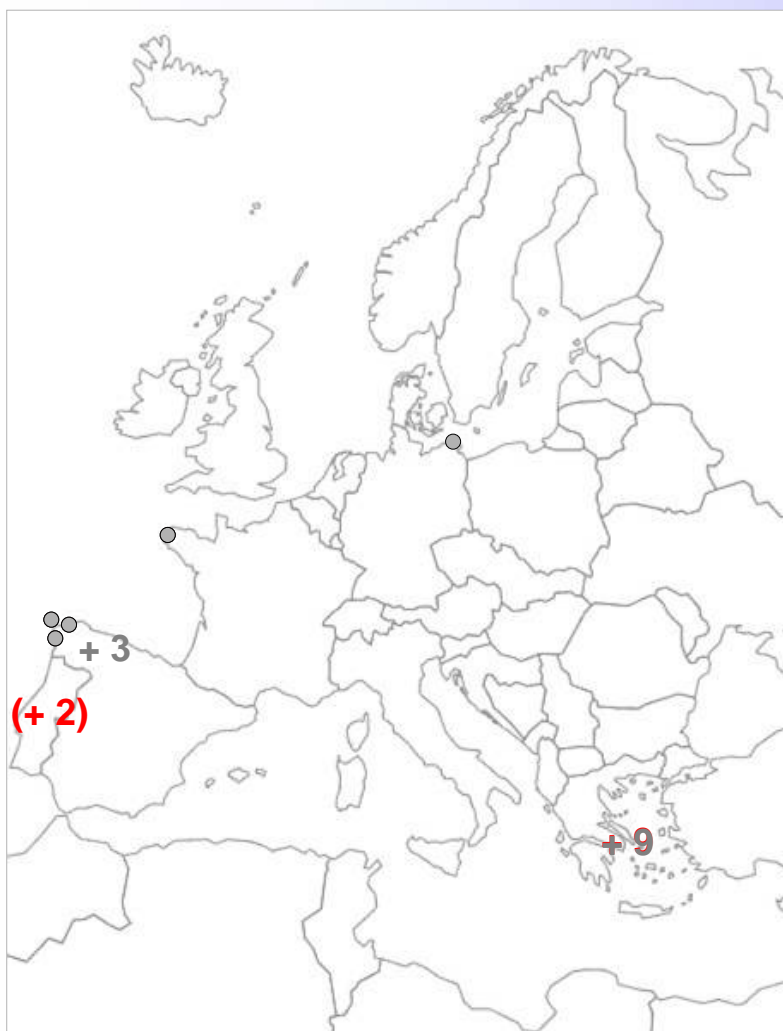 + 3
(+ 2)
+ 9